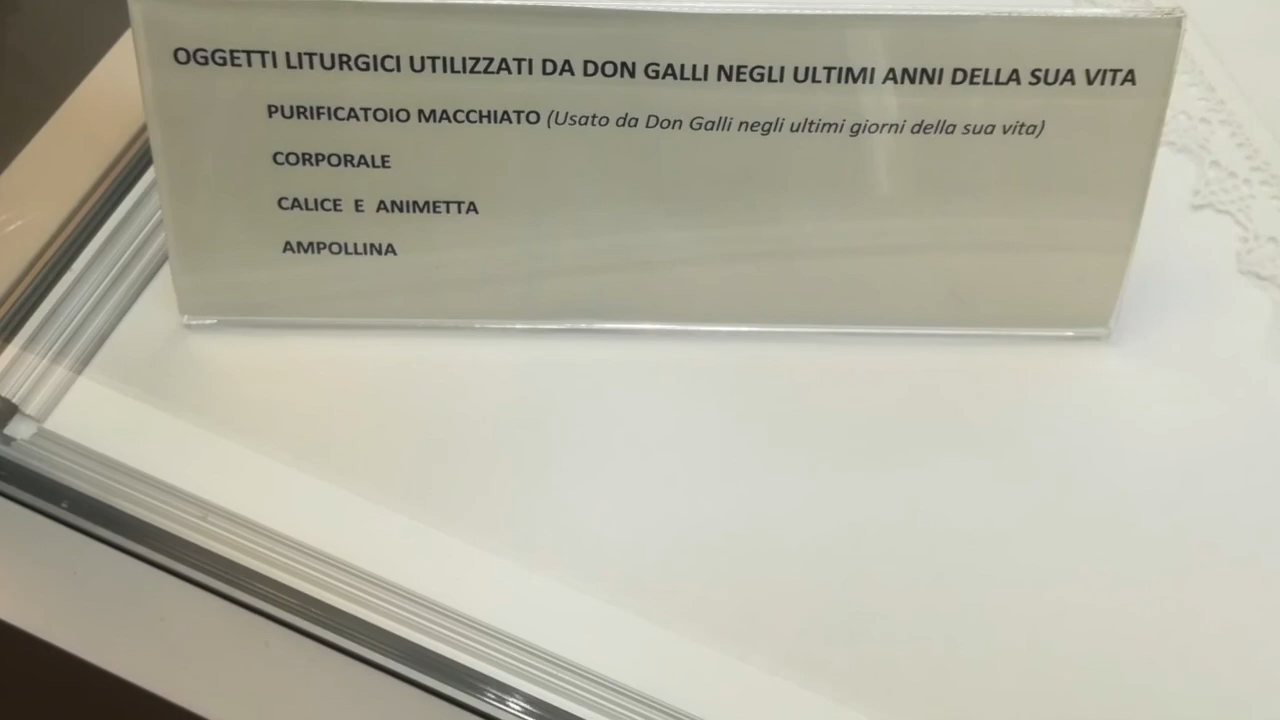 OGGETTI LITURGICI UTILIZZATI DA DON GALLI NEGLI ULTIMI ANNI DELLA SUA VITA
PURIFICATOIO MACCHIATO (Usato da Don Galli negli ultimi giorni della sua vita)
CORPORALE
CALICE E ANIMETTA
AMPOLLINA